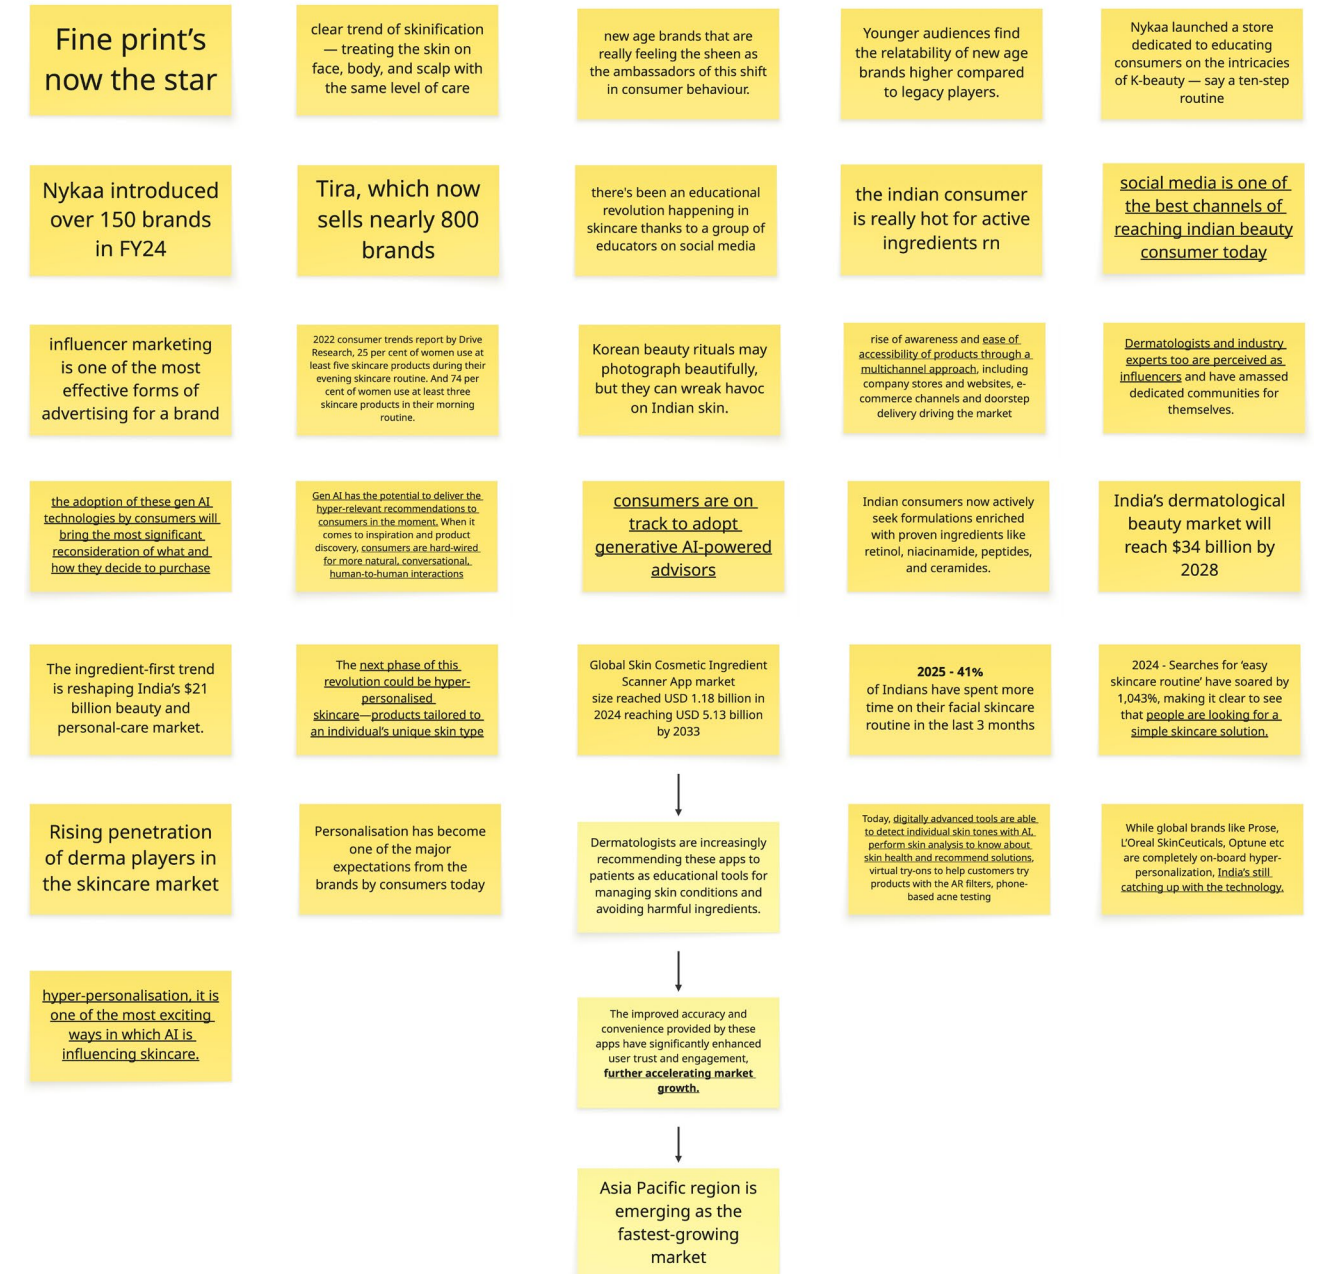 Fine print's
now the star
clear trend of skinification
— treating the skin on
face, body, and scalp with
the same level of care
new age brands that are
really feeling the sheen as
the ambassadors of this shift
in consumer behaviour.
Younger audiences find
the relatability of new age
brands higher compared
to legacy players.
Nykaa launched a store
dedicated to educating
consumers on the intricacies
of K-beauty — say a ten-step
routine
Nykaa introduced
over 150 brands
in FY24
Tira, which now
sells nearly 800
brands
there's been an educational
revolution happening in
skincare thanks to a group of
educators on social media
the indian consumer
is really hot for active
ingredients rn
social media is one of
the best channels of
reaching indian beauty
consumer today
influencer marketing
is one of the most
effective forms of
advertising for a brand
2022 consumer trends report by Drive
Research, 25 per cent of women use at
least five skincare products during their
evening skincare routine. And 74 per
cent of women use at least three
skincare products in their morning
routine.
Korean beauty rituals may
photograph beautifully,
but they can wreak havoc
on Indian skin.
rise of awareness and ease of
accessibility of products through a
multichannel approach, including
company stores and websites, e-
commerce channels and doorstep
delivery driving the market
Dermatologists and industry
experts too are perceived as
influencers and have amassed
dedicated communities for
themselves.
the adoption of these gen AI
technologies by consumers will
bring the most significant
reconsideration of what and
how they decide to purchase
Gen AI has the potential to deliver the
hyper-relevant recommendations to
consumers in the moment. When it
comes to inspiration and product
discovery, consumers are hard-wired
for more natural, conversational,
human-to-human interactions
consumers are on
track to adopt
generative AI-powered
advisors
Indian consumers now actively
seek formulations enriched
with proven ingredients like
retinol, niacinamide, peptides,
and ceramides.
India's dermatological
beauty market will
reach $34 billion by
2028
The ingredient-first trend
is reshaping India's $21
billion beauty and
personal-care market.
The next phase of this
revolution could be hyper-
personalised
skincare—products tailored to
an individual's unique skin type
Global Skin Cosmetic Ingredient
Scanner App market
size reached USD 1.18 billion in
2024 reaching USD 5.13 billion
by 2033
2025 - 41%
of Indians have spent more
time on their facial skincare
routine in the last 3 months
2024 - Searches for 'easy
skincare routine' have soared by
1,043%, making it clear to see
that people are looking for a
simple skincare solution.
Rising penetration
of derma players in
the skincare market
Personalisation has become
one of the major
expectations from the
brands by consumers today
Dermatologists are increasingly
recommending these apps to
patients as educational tools for
managing skin conditions and
avoiding harmful ingredients.
Today, digitally advanced tools are able
to detect individual skin tones with AI,
perform skin analysis to know about
skin health and recommend solutions,
virtual try-ons to help customers try
products with the AR filters, phone-
based acne testing
While global brands like Prose,
L'Oreal SkinCeuticals, Optune etc
are completely on-board hyper-
personalization, India's still
catching up with the technology.
hyper-personalisation, it is
one of the most exciting
ways in which AI is
influencing skincare.
The improved accuracy and
convenience provided by these
apps have significantly enhanced
user trust and engagement,
further accelerating market
growth.
Asia Pacific region is
emerging as the
fastest-growing
market